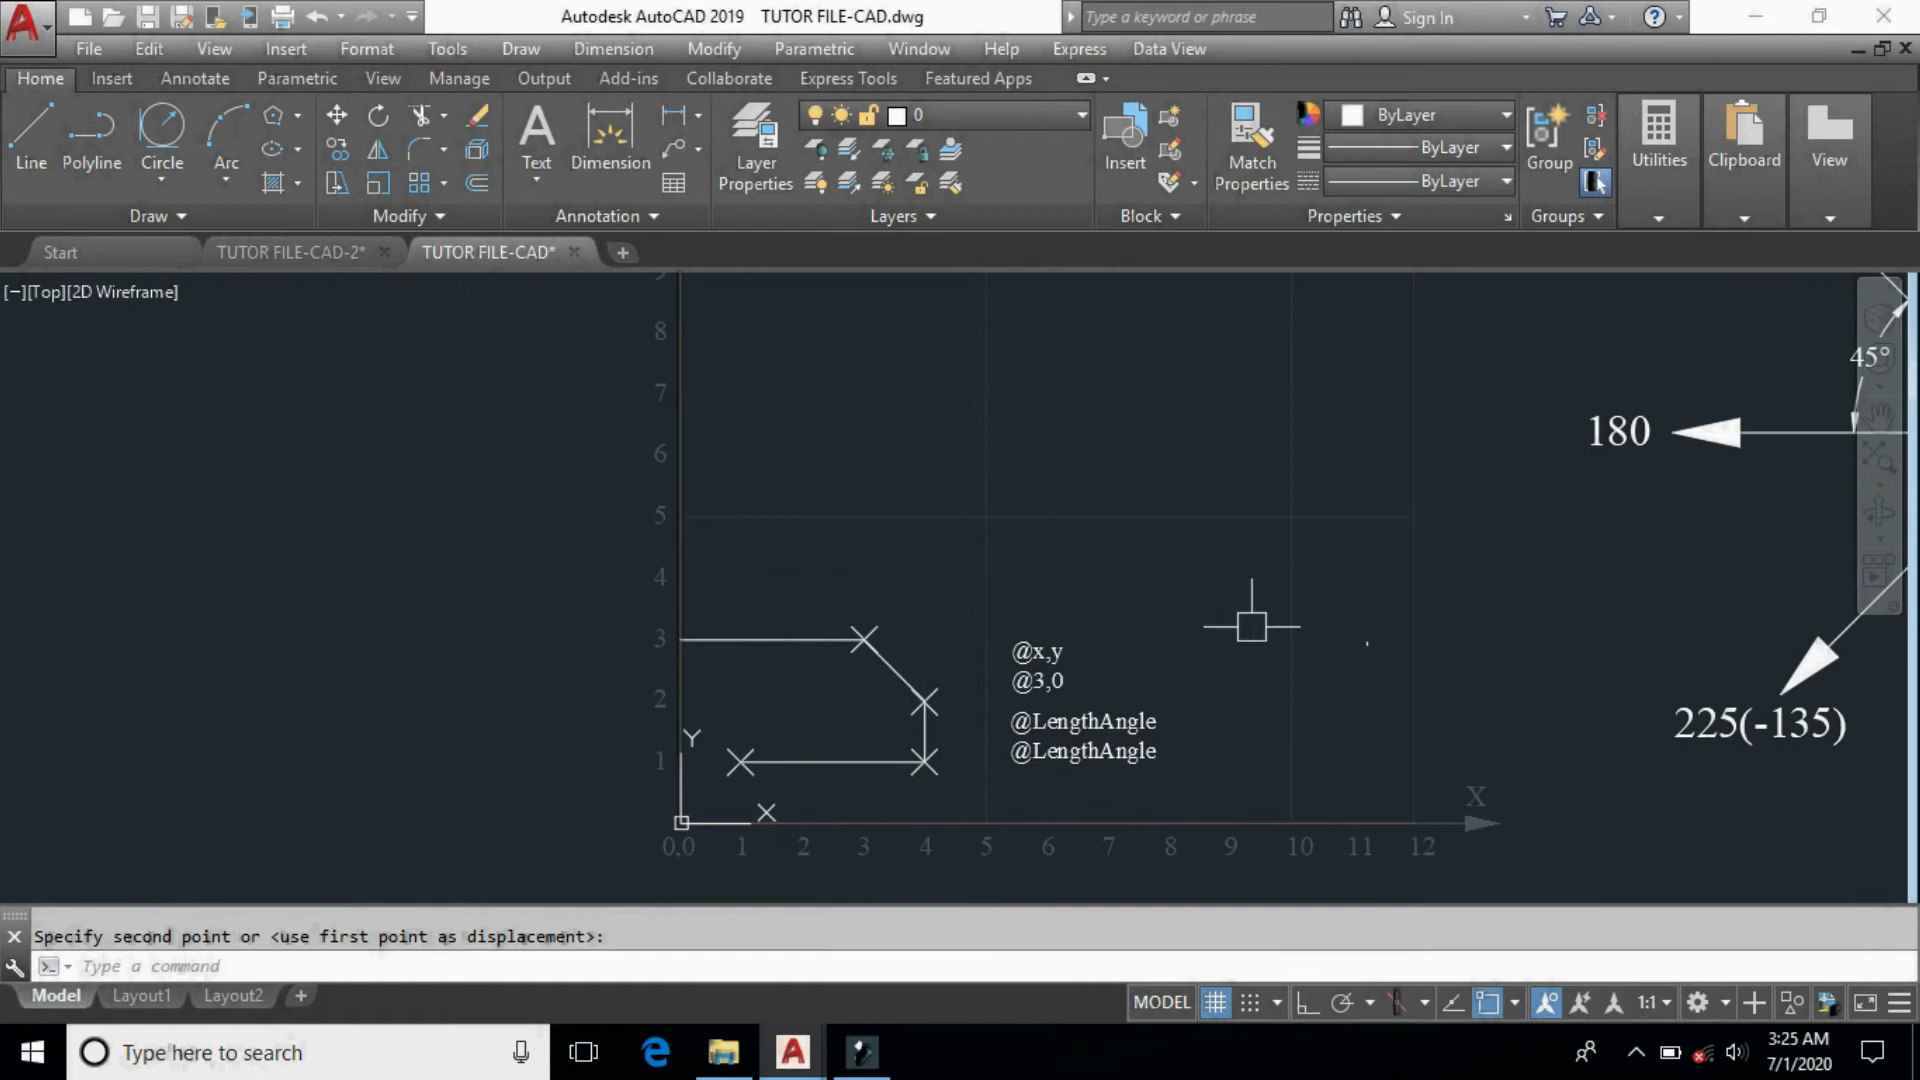 Autodesk AutoCAD 2019 TUTOR FILE-CAD.dwg
Type a keyword or phrase
Sign In
File Edit View Insert Format Tools Draw Dimension Modify Parametric Window Help Express Data View
Home Insert Annotate Parametric View Manage Output Add-ins Collaborate Express Tools Featured Apps
Line Polyline Circle Arc
Text Dimension
Layer Properties
0
Insert
Match Properties
ByLayer
ByLayer
ByLayer
Group
Utilities
Clipboard
View
Draw Modify Annotation Layers Block Properties Groups
Start TUTOR FILE-CAD-2* TUTOR FILE-CAD*
[−][Top][2D Wireframe]
9
8
7
6
5
4
3
2
1
Y
X
X
0,0 1 2 3 4 5 6 7 8 9 10 11 12
@x,y
@3,0
@LengthAngle
@LengthAngle
45°
180
225(-135)
Specify second point or <use first point as displacement>:
Type a command
Model Layout1 Layout2
MODEL
1:1
Type here to search
3:25 AM
7/1/2020